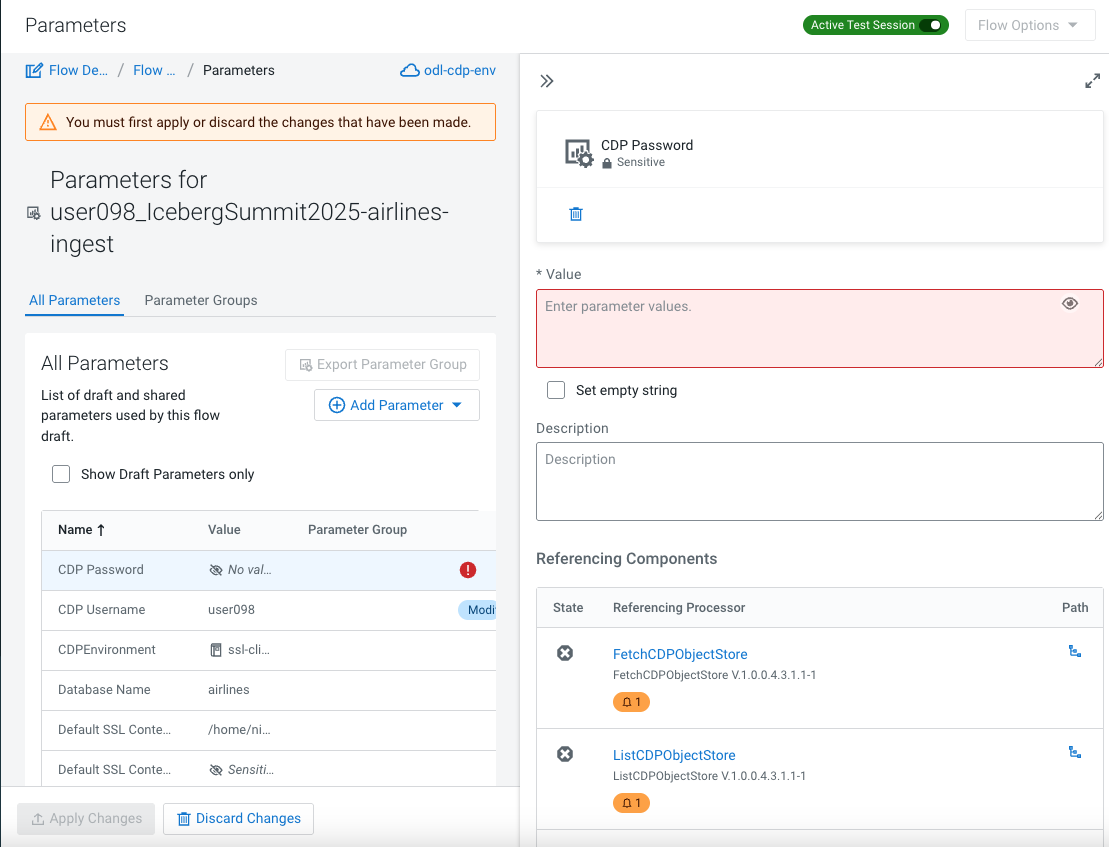 Parameters
Active Test Session
Flow Options
Flow De... / Flow ... / Parameters
odl-cdp-env
You must first apply or discard the changes that have been made.
Parameters for
user098_IcebergSummit2025-airlines-
ingest
All Parameters
Parameter Groups
All Parameters
Export Parameter Group
List of draft and shared
parameters used by this flow
draft.
Add Parameter
Show Draft Parameters only
Name ↑ Value Parameter Group
CDP Password No val...
CDP Username user098 Modi
CDPEnvironment ssl-cli...
Database Name airlines
Default SSL Conte... /home/ni...
Default SSL Conte... Sensiti...
Apply Changes
Discard Changes
CDP Password
Sensitive
* Value
Enter parameter values.
Set empty string
Description
Description
Referencing Components
State Referencing Processor Path
FetchCDPObjectStore
FetchCDPObjectStore V.1.0.0.4.3.1.1-1
1
ListCDPObjectStore
ListCDPObjectStore V.1.0.0.4.3.1.1-1
1